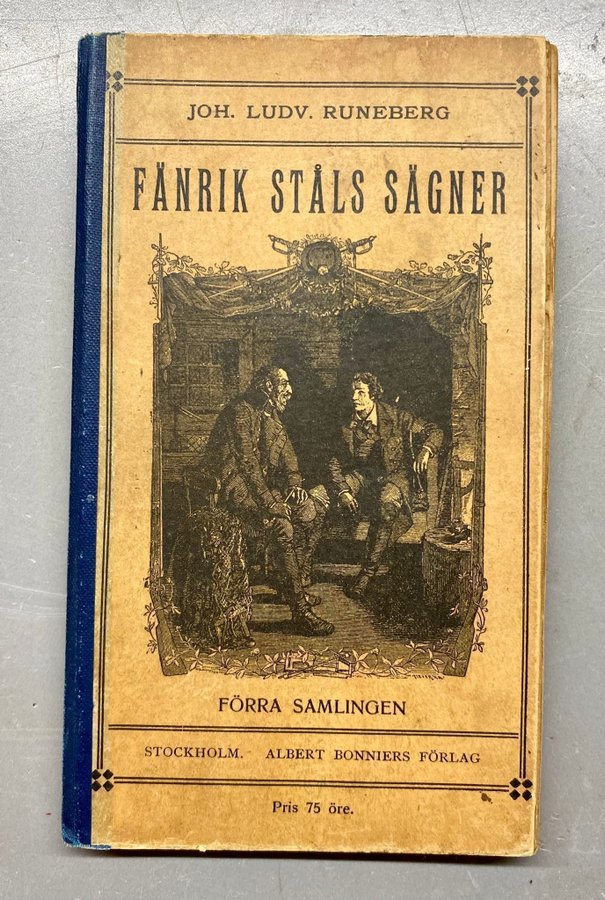 JOH. LUDV. RUNEBERG
FÄNRIK STÅLS SÄGNER
FÖRRA SAMLINGEN
STOCKHOLM. ALBERT BONNIERS FÖRLAG
Pris 75 öre.